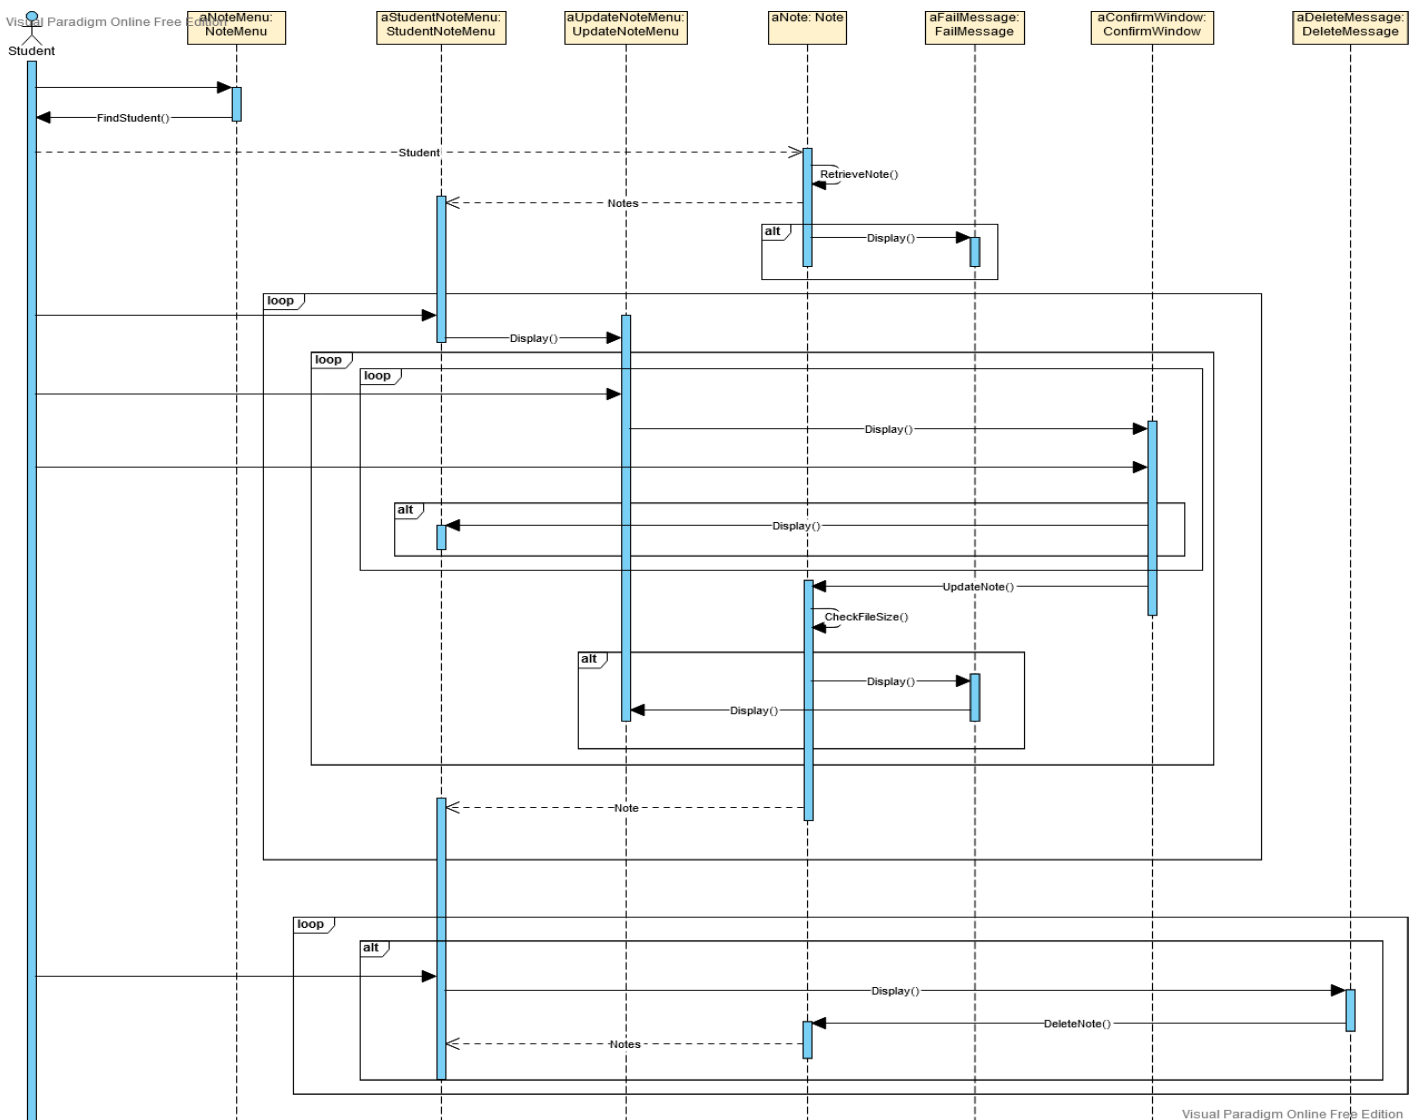 Visual Paradigm Online Free Edition
Student
aNoteMenu:
NoteMenu
aStudentNoteMenu:
StudentNoteMenu
aUpdateNoteMenu:
UpdateNoteMenu
aNote: Note
aFailMessage:
FailMessage
aConfirmWindow:
ConfirmWindow
aDeleteMessage:
DeleteMessage
FindStudent()
Student
RetrieveNote()
Notes
alt
Display()
loop
Display()
loop
loop
Display()
alt
Display()
UpdateNote()
CheckFileSize()
alt
Display()
Display()
Note
loop
alt
Display()
DeleteNote()
Notes
Visual Paradigm Online Free Edition